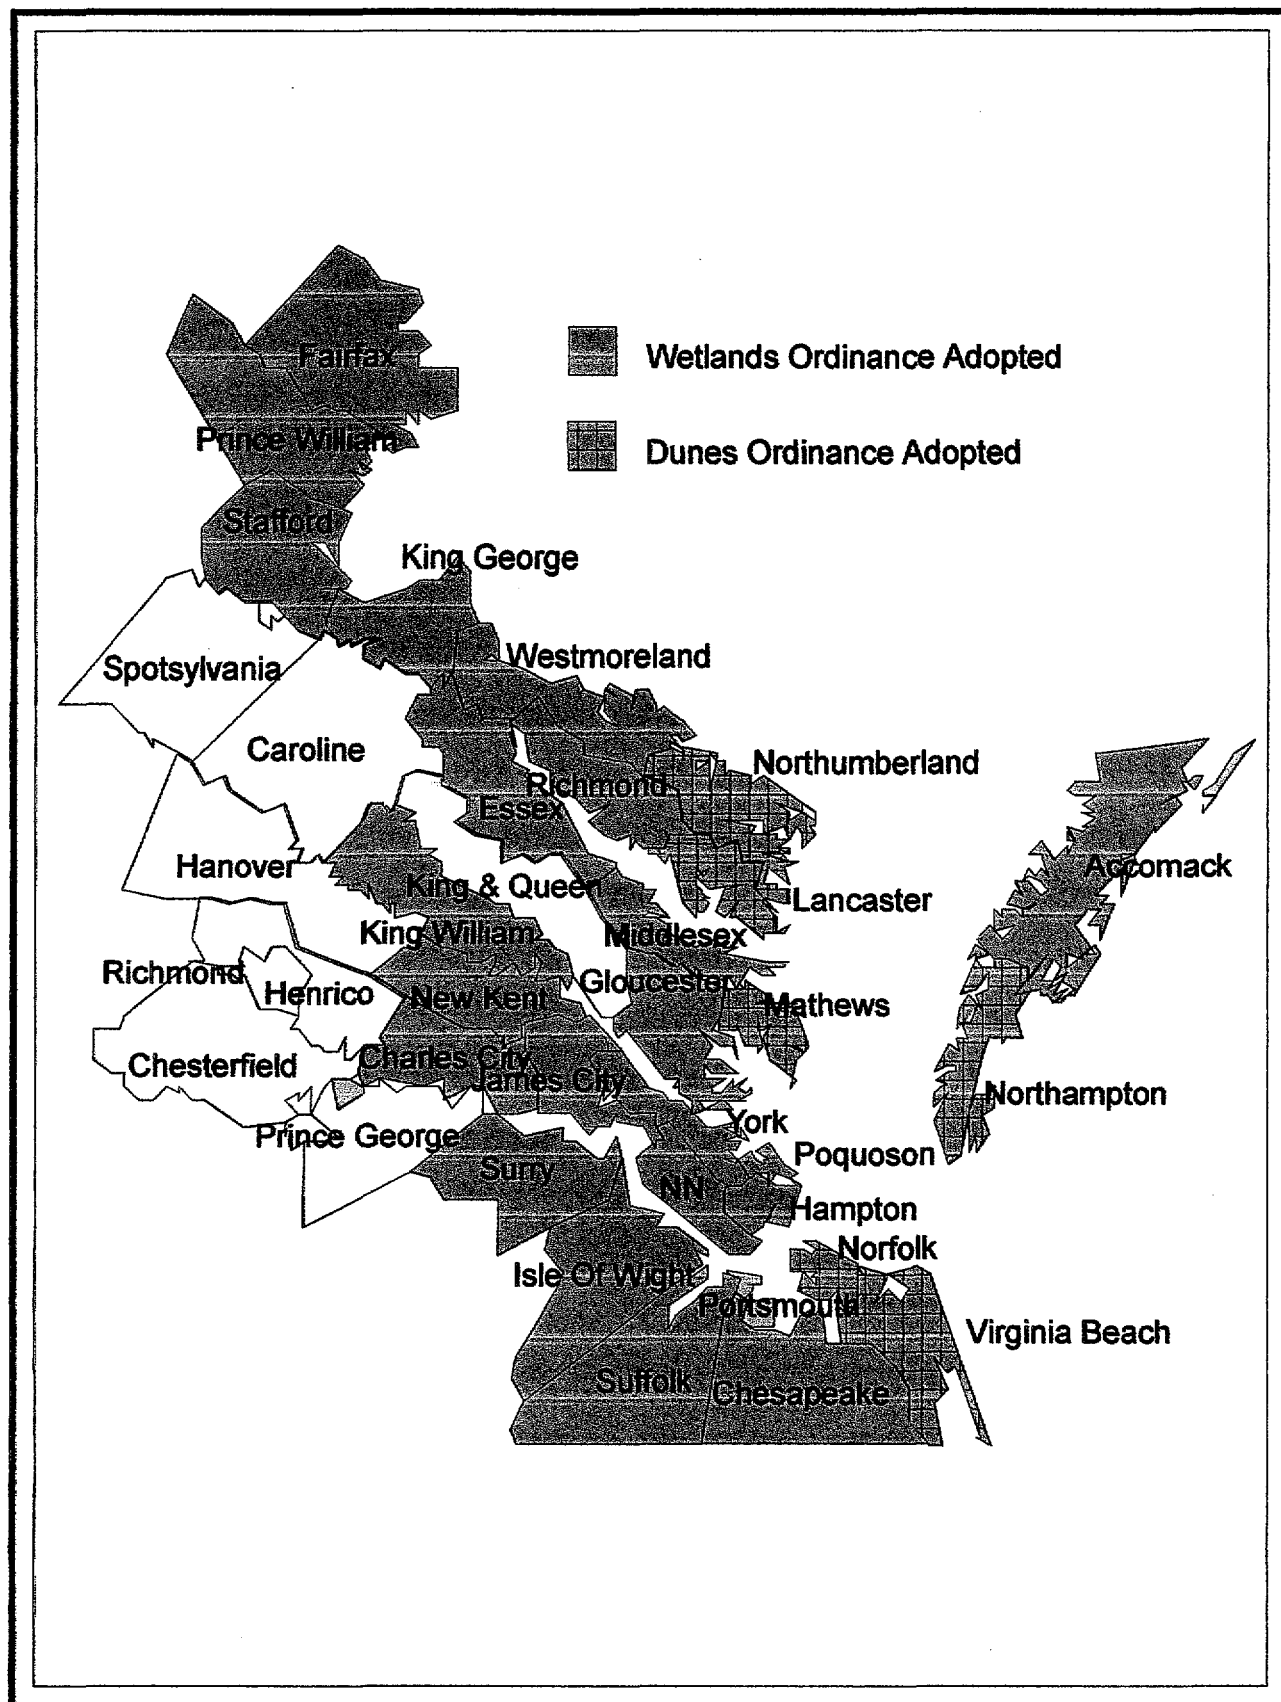 Fairfax
Wetlands Ordinance Adopted
Prince William
Dunes Ordinance Adopted
Stafford
King George
Westmoreland
Spotsylvania
Caroline
Northumberland
Richmond
Essex
Hanover
Accomack
King & Queen
Lancaster
King William
Middlesex
Richmond
Henrico
Gloucester
New Kent
Mathews
Chesterfield
Charles City
James City
Northampton
York
Prince George
Poquoson
Surry
NN
Hampton
Norfolk
Isle Of Wight
Portsmouth
Virginia Beach
Suffolk
Chesapeake